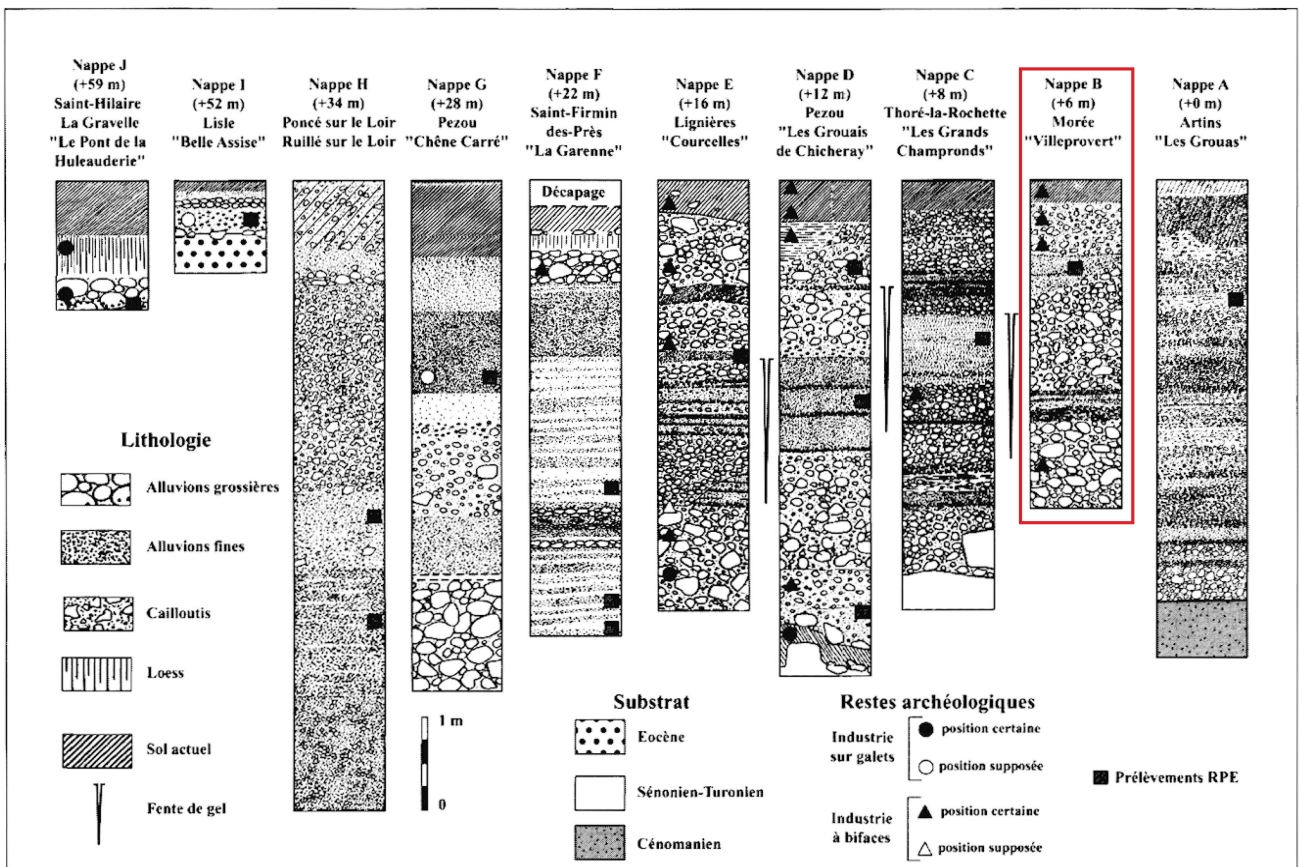 Nappe J
(+59 m)
Saint-Hilaire
La Gravelle
"Le Pont de la
Huleauderie"
Nappe I
(+52 m)
Lisle
"Belle Assise"
Nappe H
(+34 m)
Poncé sur le Loir
Ruillé sur le Loir
Nappe G
(+28 m)
Pezou
"Chêne Carré"
Nappe F
(+22 m)
Saint-Firmin
des-Près
"La Garenne"
Nappe E
(+16 m)
Lignières
"Courcelles"
Nappe D
(+12 m)
Pezou
"Les Grouais
de Chicheray"
Nappe C
(+8 m)
Thoré-la-Rochette
"Les Grands
Champronds"
Nappe B
(+6 m)
Morée
"Villeprovert"
Nappe A
(+0 m)
Artins
"Les Grouas"
Décapage
Lithologie
Alluvions grossières
Alluvions fines
Cailloutis
Loess
Sol actuel
Fente de gel
1 m
0
Substrat
Eocène
Sénonien-Turonien
Cénomanien
Restes archéologiques
Industrie
sur galets
position certaine
position supposée
Industrie
à bifaces
position certaine
position supposée
Prélèvements RPE